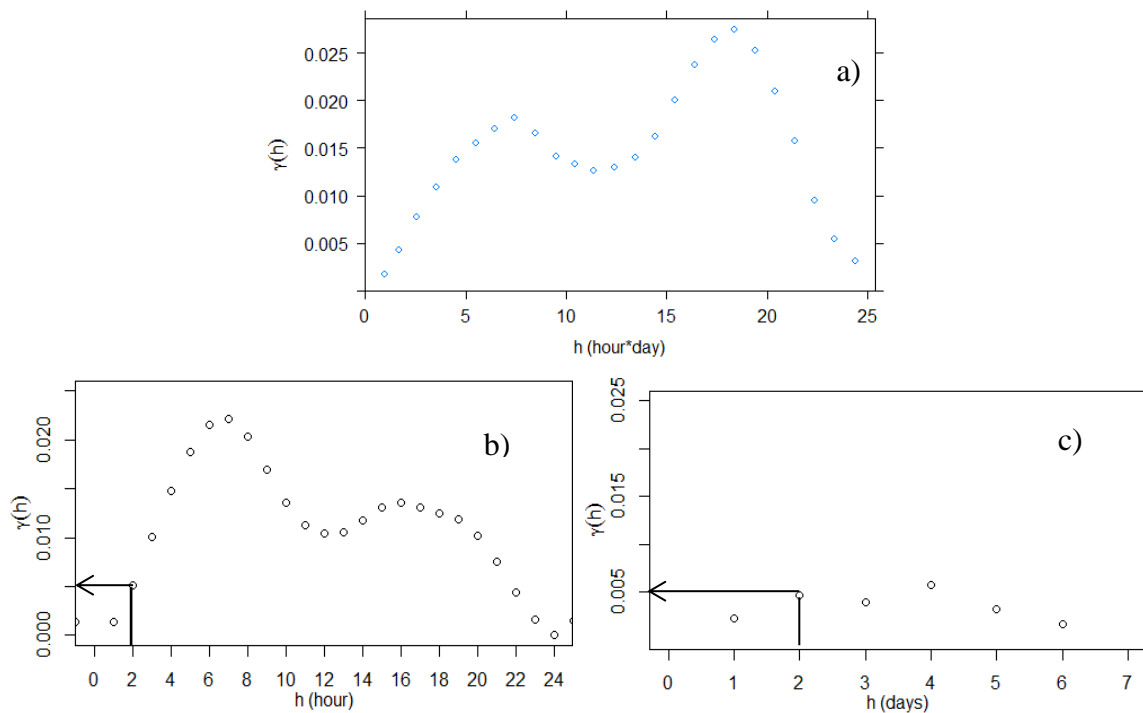 a)
γ(h)
0.025
0.020
0.015
0.010
0.005
0 5 10 15 20 25
h (hour*day)
b)
γ(h)
0.020
0.010
0.000
0 2 4 6 8 10 12 14 16 18 20 22 24
h (hour)
c)
γ(h)
0.025
0.015
0.005
0 1 2 3 4 5 6 7
h (days)